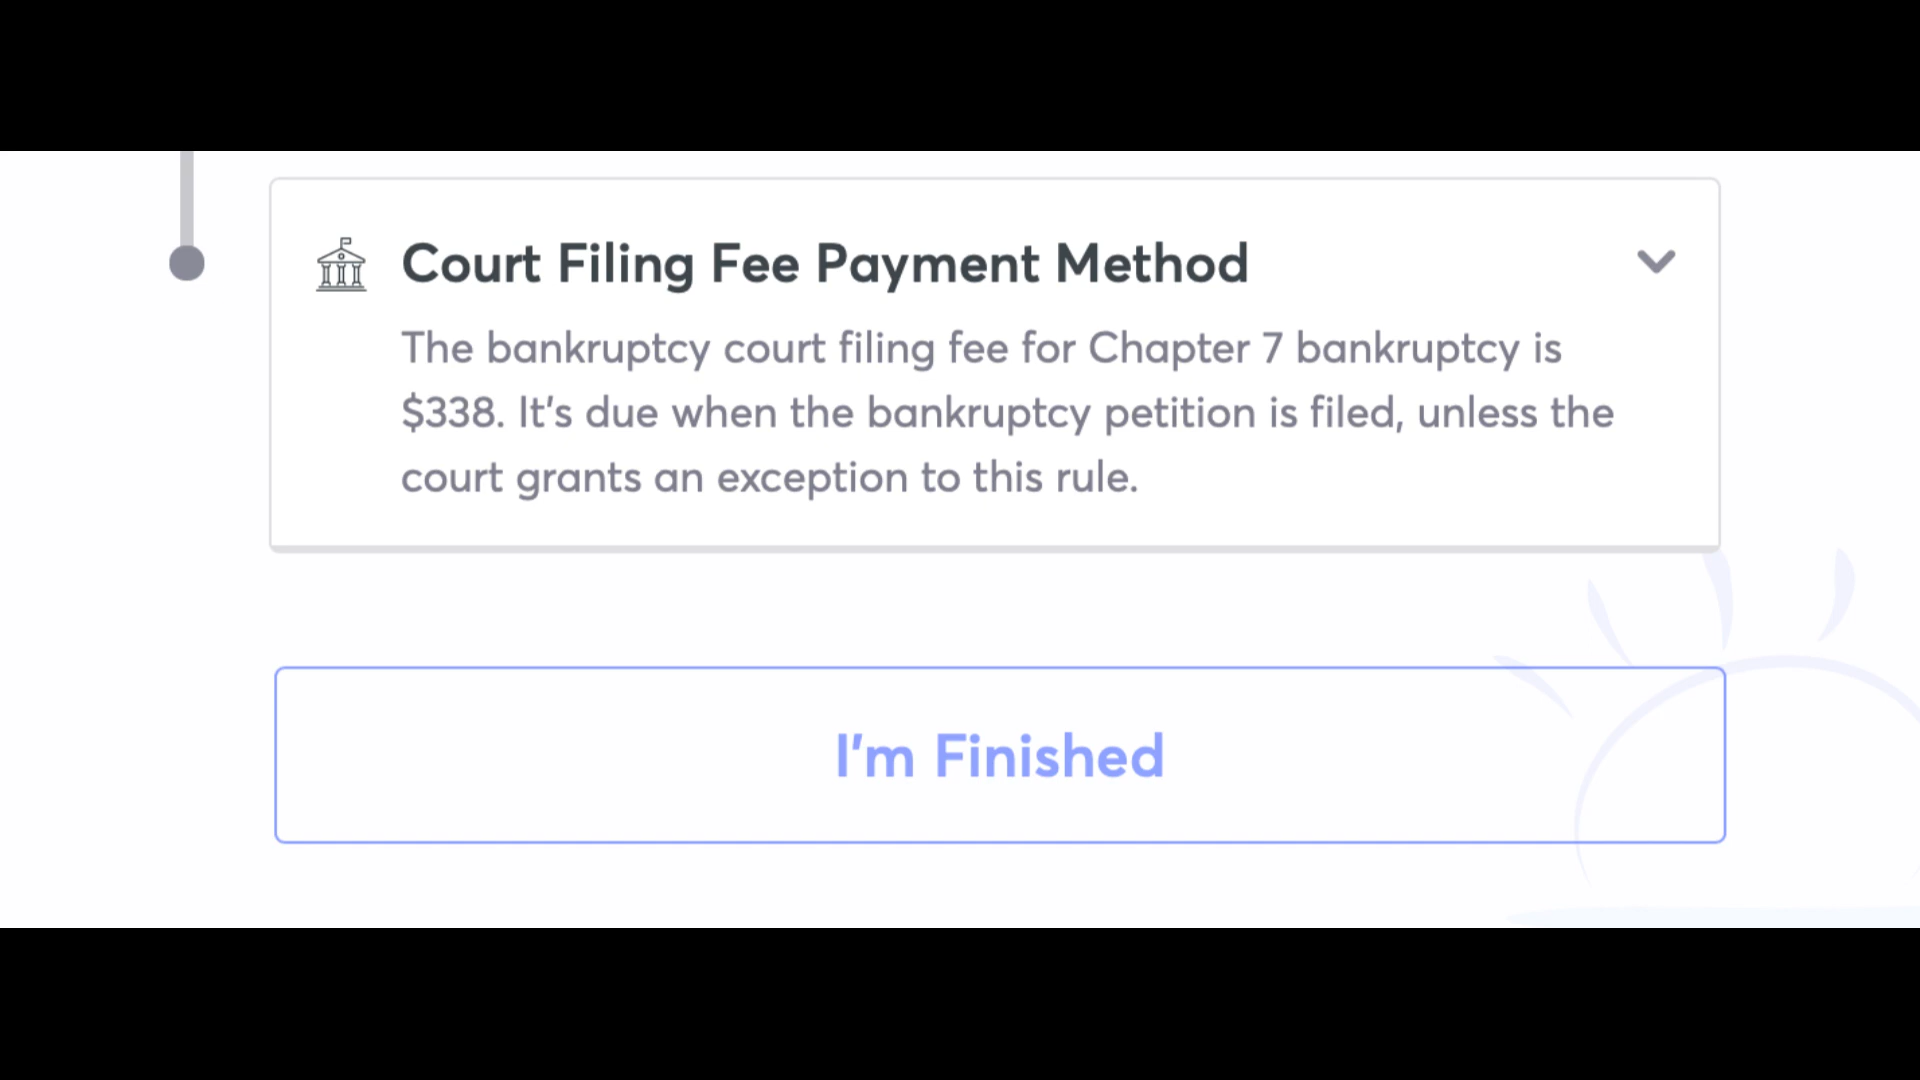 Court Filing Fee Payment Method
The bankruptcy court filing fee for Chapter 7 bankruptcy is
$338. It's due when the bankruptcy petition is filed, unless the
court grants an exception to this rule.
I'm Finished